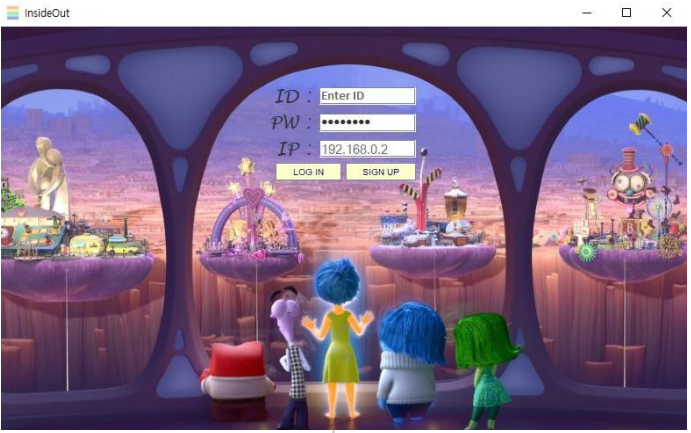 InsideOut
ID : Enter ID
PW : ••••••••
IP : 192.168.0.2
LOG IN SIGN UP